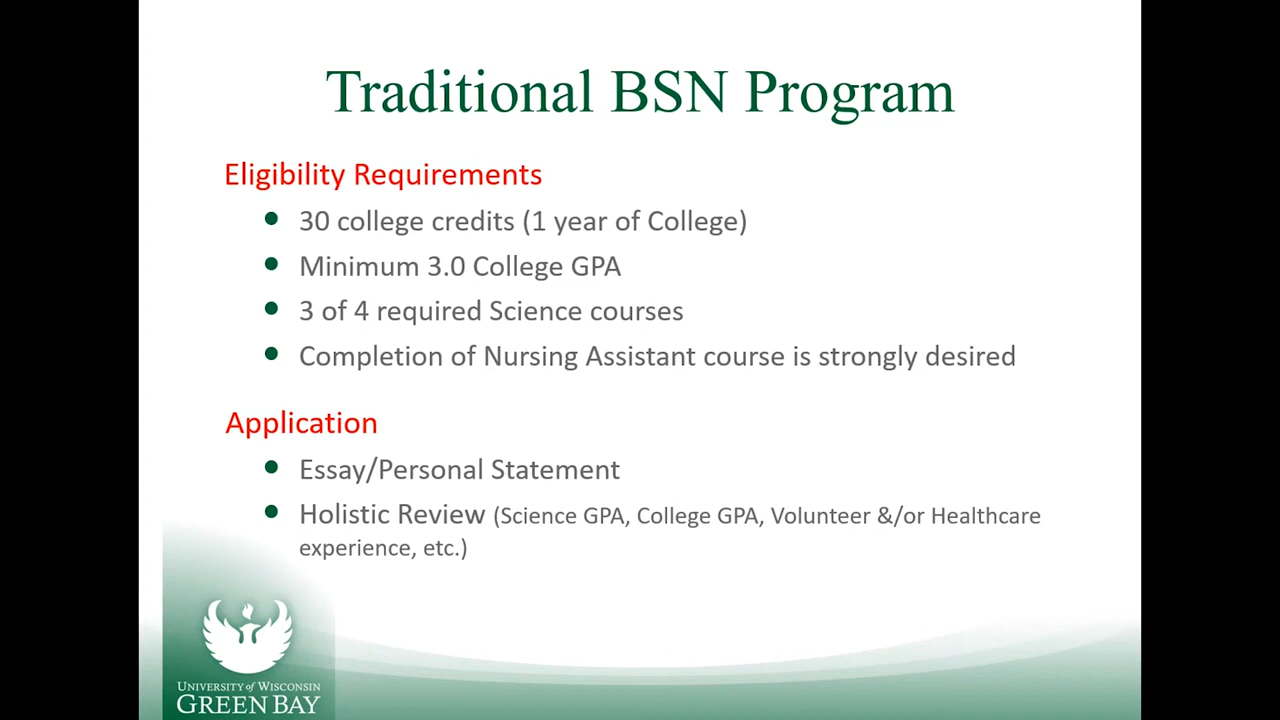 Traditional BSN Program
Eligibility Requirements
● 30 college credits (1 year of College)
● Minimum 3.0 College GPA
● 3 of 4 required Science courses
● Completion of Nursing Assistant course is strongly desired
Application
● Essay/Personal Statement
● Holistic Review (Science GPA, College GPA, Volunteer &/or Healthcare
experience, etc.)
UNIVERSITY of WISCONSIN
GREEN BAY